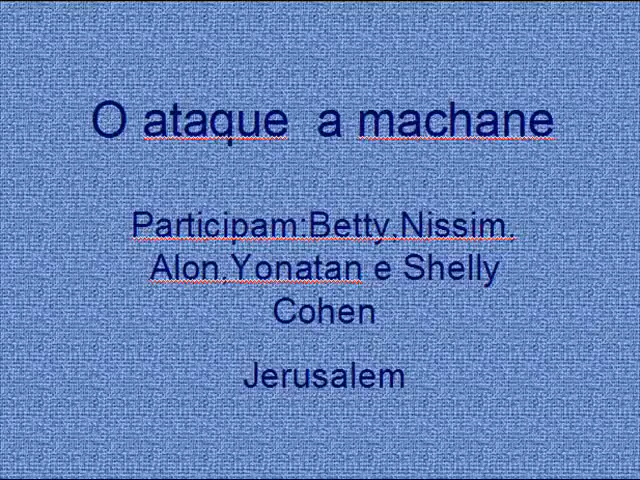 O ataque a machane
Participam:Betty,Nissim,
Alon,Yonatan e Shelly
Cohen
Jerusalem